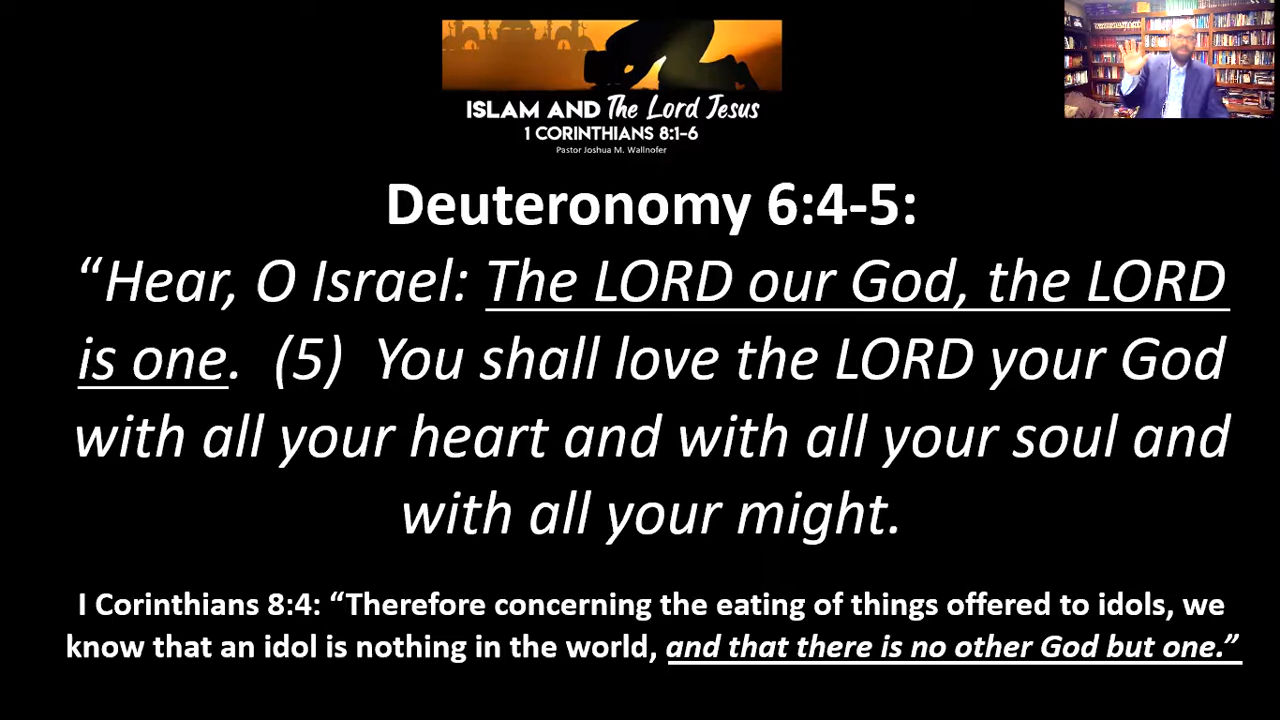 ISLAM AND The Lord Jesus
1 CORINTHIANS 8:1-6
Pastor Joshua M. Wallnofer
Deuteronomy 6:4-5:
“Hear, O Israel: The LORD our God, the LORD
is one. (5) You shall love the LORD your God
with all your heart and with all your soul and
with all your might.
I Corinthians 8:4: “Therefore concerning the eating of things offered to idols, we
know that an idol is nothing in the world, and that there is no other God but one.”